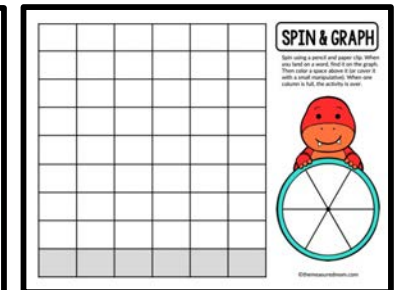 SPIN & GRAPH
Spin using a pencil and paper clip. When
you land on a word, find it on the graph.
Then color a space above it (or cover it
with a small manipulative). When one
column is full, the activity is over.
©themeasuredmom.com